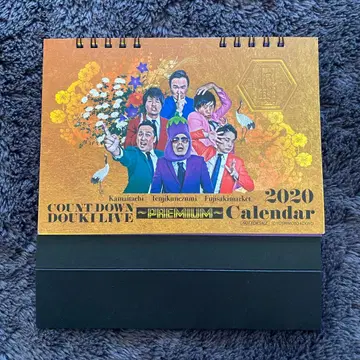 Kamaitachi Tenjikunezumi Fujisakimarket
COUNT DOWN
DOUKI LIVE
~PREMIUM~
2020
Calendar